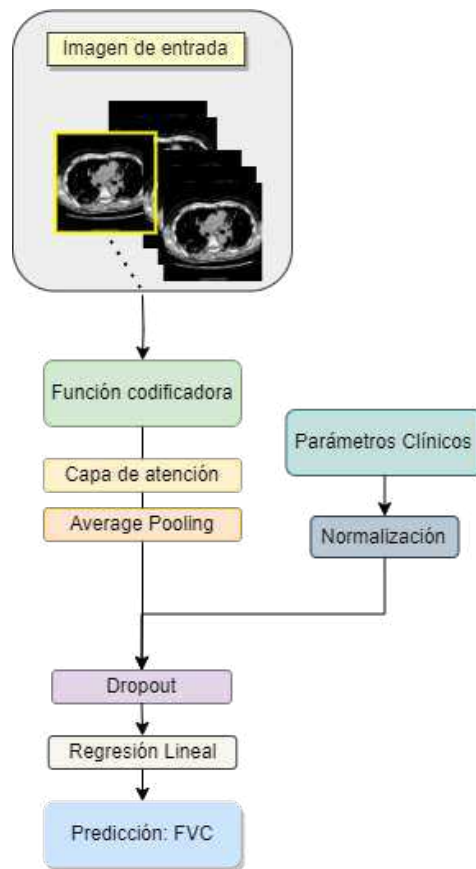 Imagen de entrada
Función codificadora
Capa de atención
Average Pooling
Parámetros Clínicos
Normalización
Dropout
Regresión Lineal
Predicción: FVC